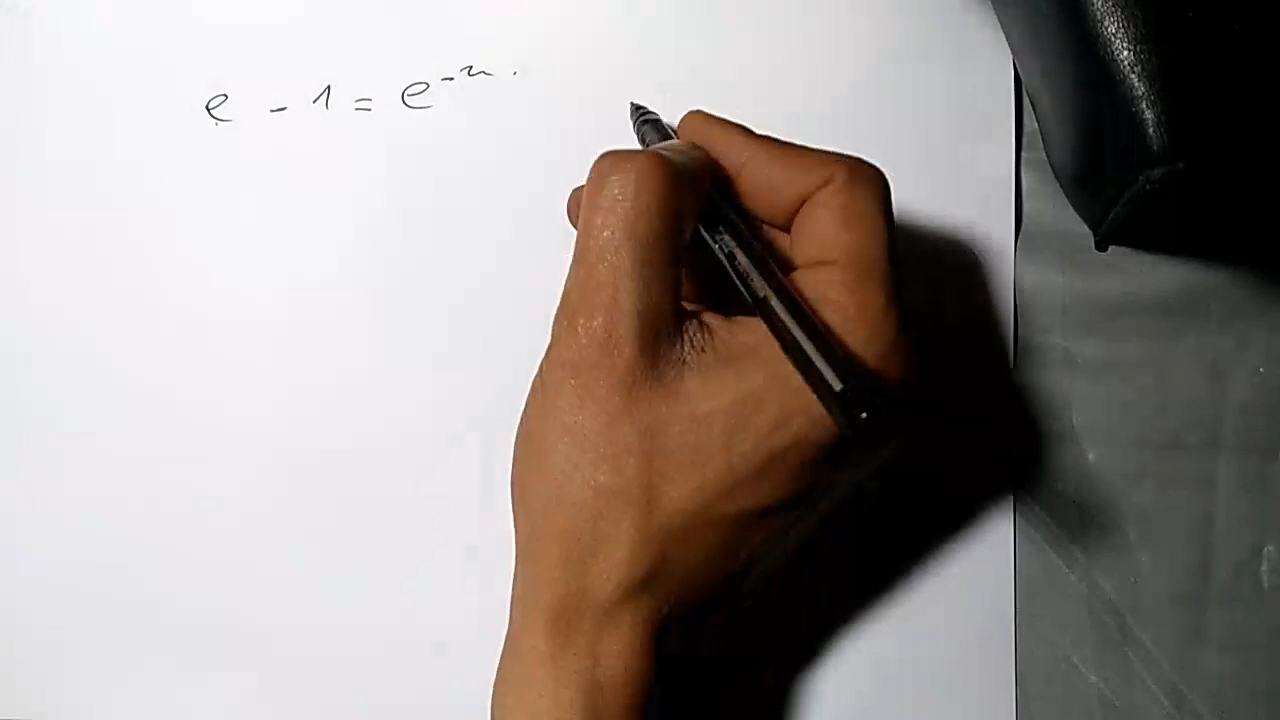 e - 1 = e^{-x}.